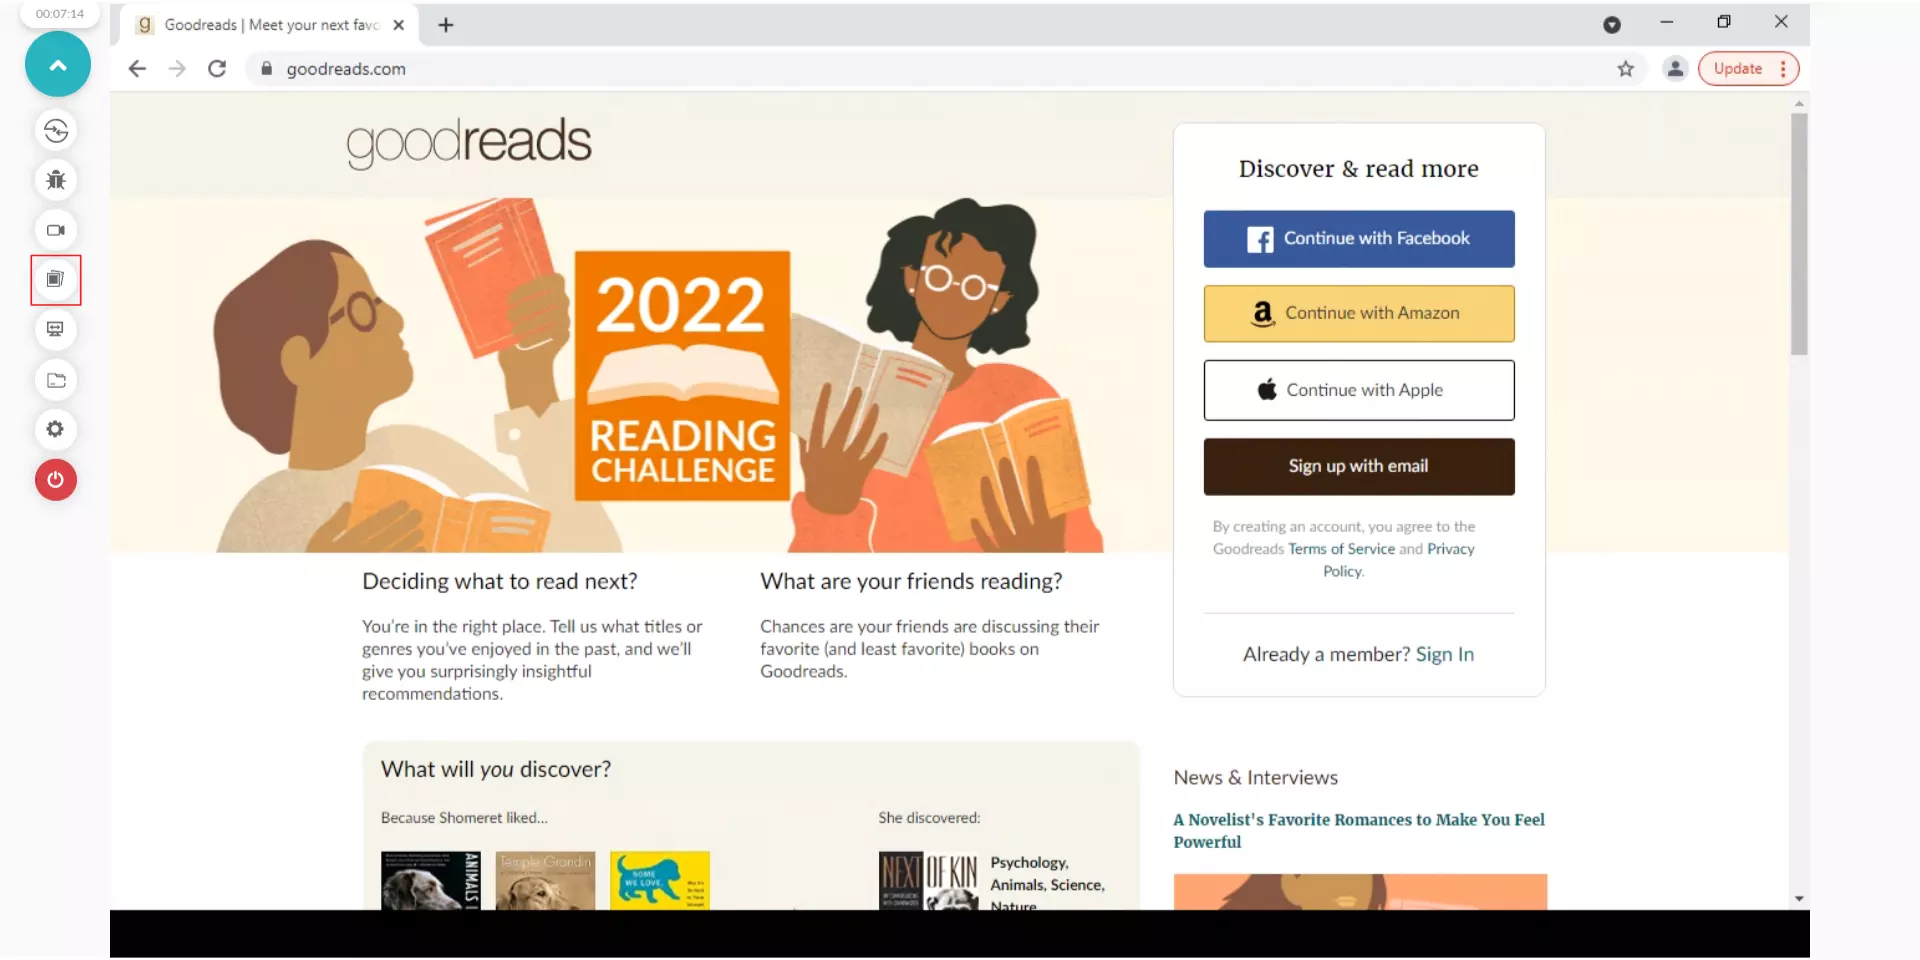 00:07:14
Goodreads | Meet your next favo
goodreads.com
Update
goodreads
Discover & read more
Continue with Facebook
Continue with Amazon
Continue with Apple
Sign up with email
By creating an account, you agree to the
Goodreads Terms of Service and Privacy
Policy.
Already a member? Sign In
2022
READING
CHALLENGE
Deciding what to read next?
You're in the right place. Tell us what titles or
genres you've enjoyed in the past, and we'll
give you surprisingly insightful
recommendations.
What are your friends reading?
Chances are your friends are discussing their
favorite (and least favorite) books on
Goodreads.
What will you discover?
Because Shomeret liked...
ANIMALS
Temple Grandin
SOME
WE LOVE,
She discovered:
NEXT OF KIN
Psychology,
Animals, Science,
Nature
News & Interviews
A Novelist's Favorite Romances to Make You Feel
Powerful